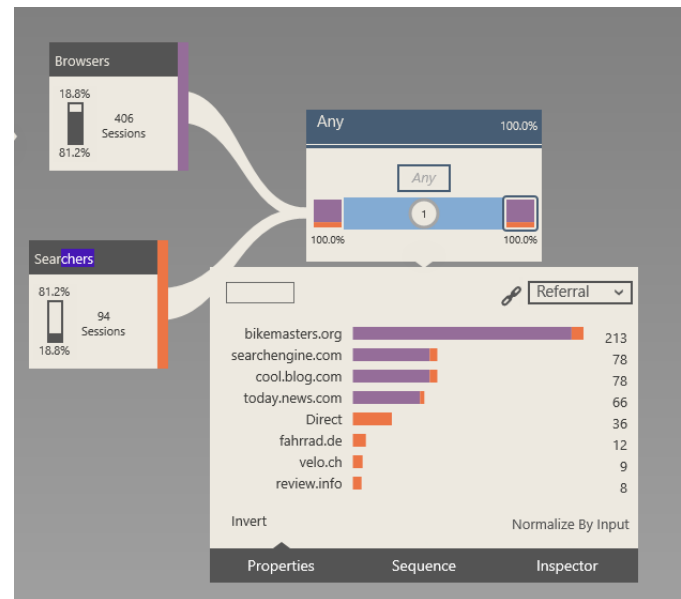 Browsers
18.8%
406
Sessions
81.2%
Any
100.0%
Any
1
100.0%
100.0%
Searchers
81.2%
94
Sessions
18.8%
Referral
bikemasters.org 213
searchengine.com 78
cool.blog.com 78
today.news.com 66
Direct 36
fahrrad.de 12
velo.ch 9
review.info 8
Invert
Normalize By Input
Properties Sequence Inspector